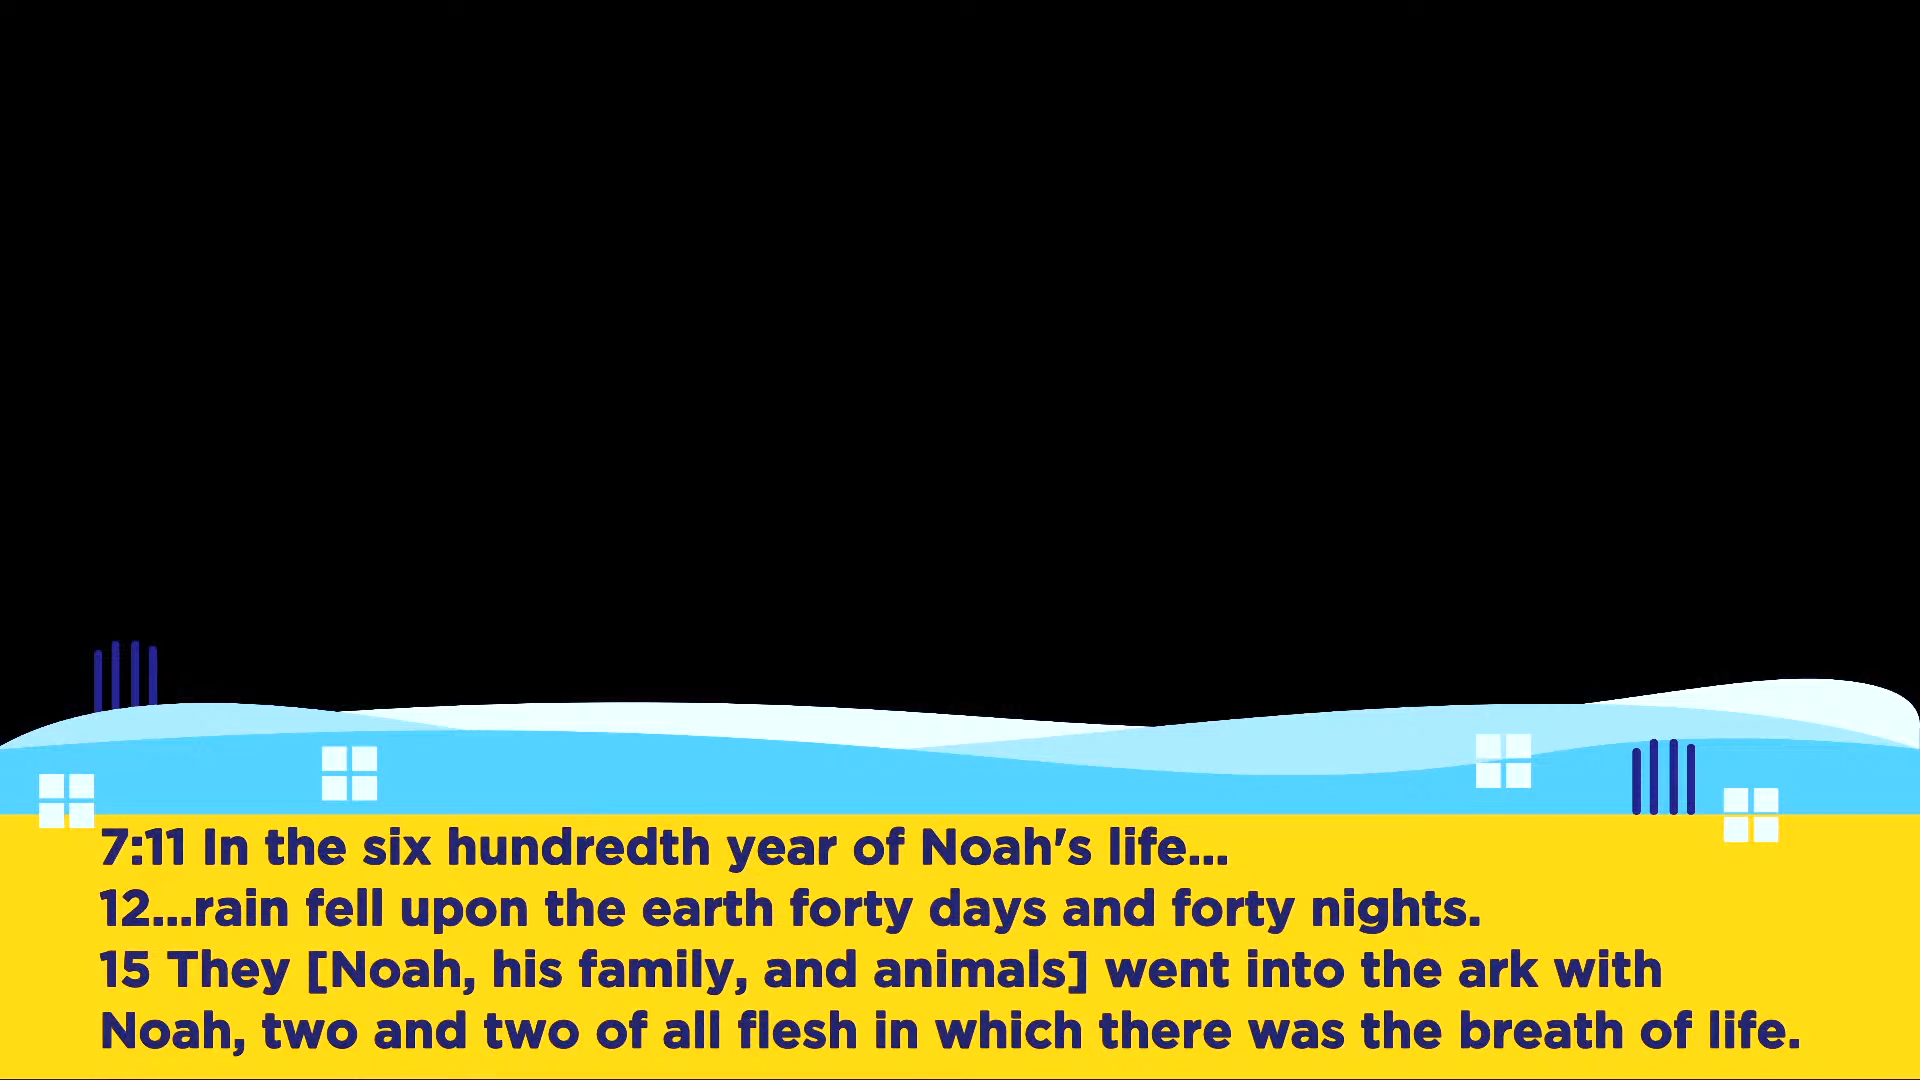 7:11 In the six hundredth year of Noah's life...
12...rain fell upon the earth forty days and forty nights.
15 They [Noah, his family, and animals] went into the ark with
Noah, two and two of all flesh in which there was the breath of life.